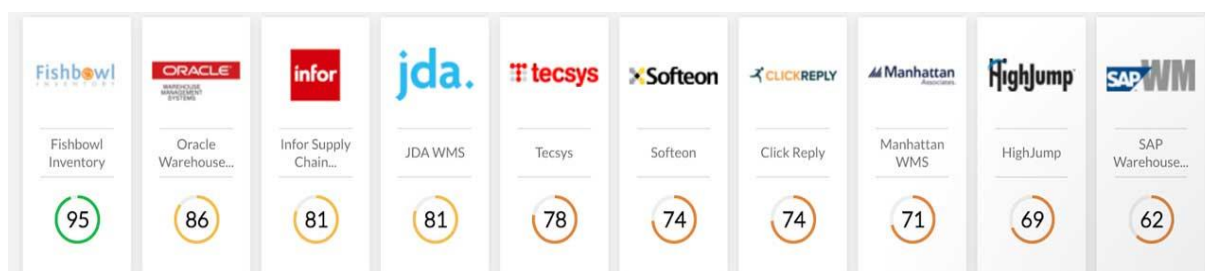 Fishbowl
INVENTORY
Fishbowl
Inventory
95
ORACLE
WAREHOUSE
MANAGEMENT
SYSTEMS
Oracle
Warehouse...
86
infor
Infor Supply
Chain...
81
jda.
JDA WMS
81
tecsys
Tecsys
78
Softeon
Softeon
74
CLICKREPLY
Click Reply
74
Manhattan
Associates
Manhattan
WMS
71
HighJump
HighJump
69
SAP WM
SAP
Warehouse...
62